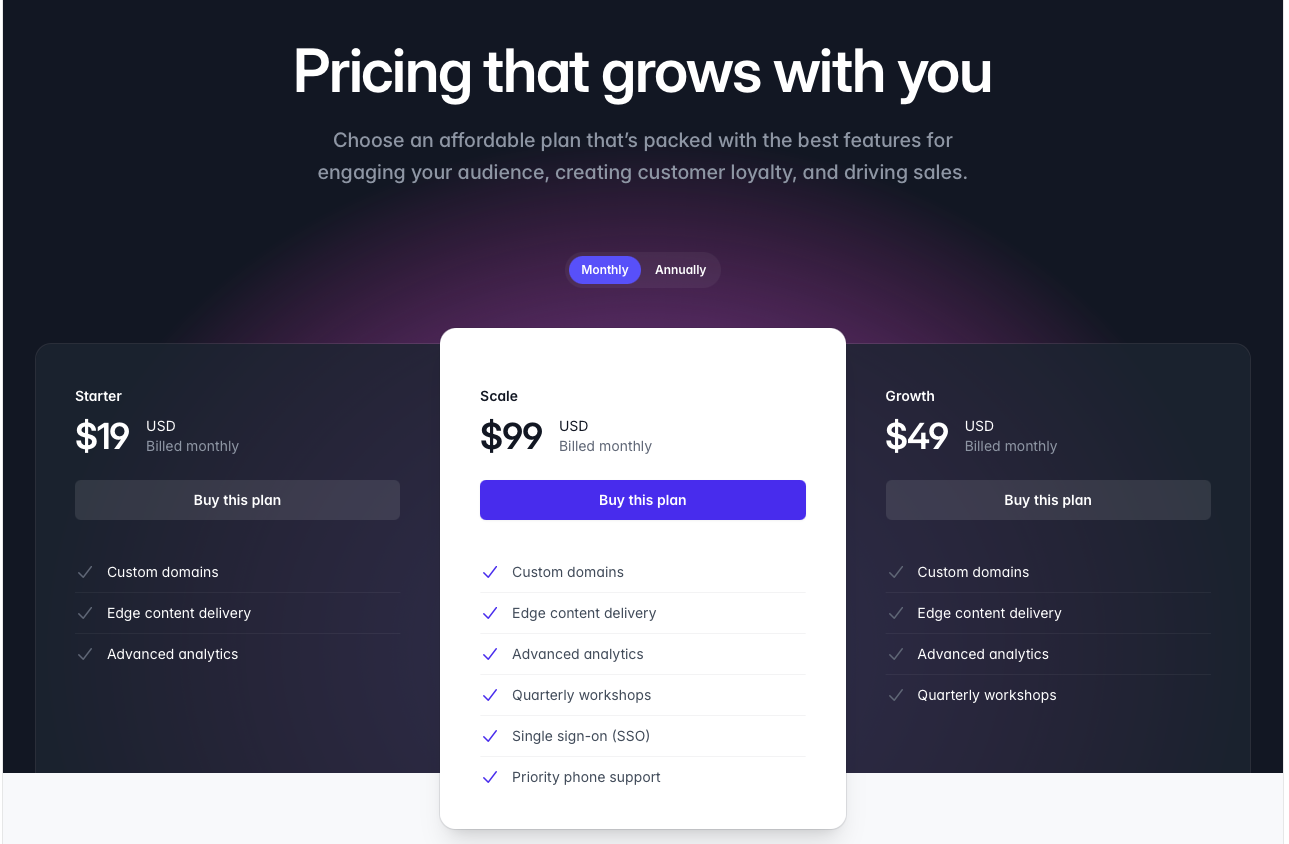 Pricing that grows with you
Choose an affordable plan that’s packed with the best features for
engaging your audience, creating customer loyalty, and driving sales.
Monthly
Annually
Starter
$19
USD
Billed monthly
Buy this plan
Custom domains
Edge content delivery
Advanced analytics
Scale
$99
USD
Billed monthly
Buy this plan
Custom domains
Edge content delivery
Advanced analytics
Quarterly workshops
Single sign-on (SSO)
Priority phone support
Growth
$49
USD
Billed monthly
Buy this plan
Custom domains
Edge content delivery
Advanced analytics
Quarterly workshops